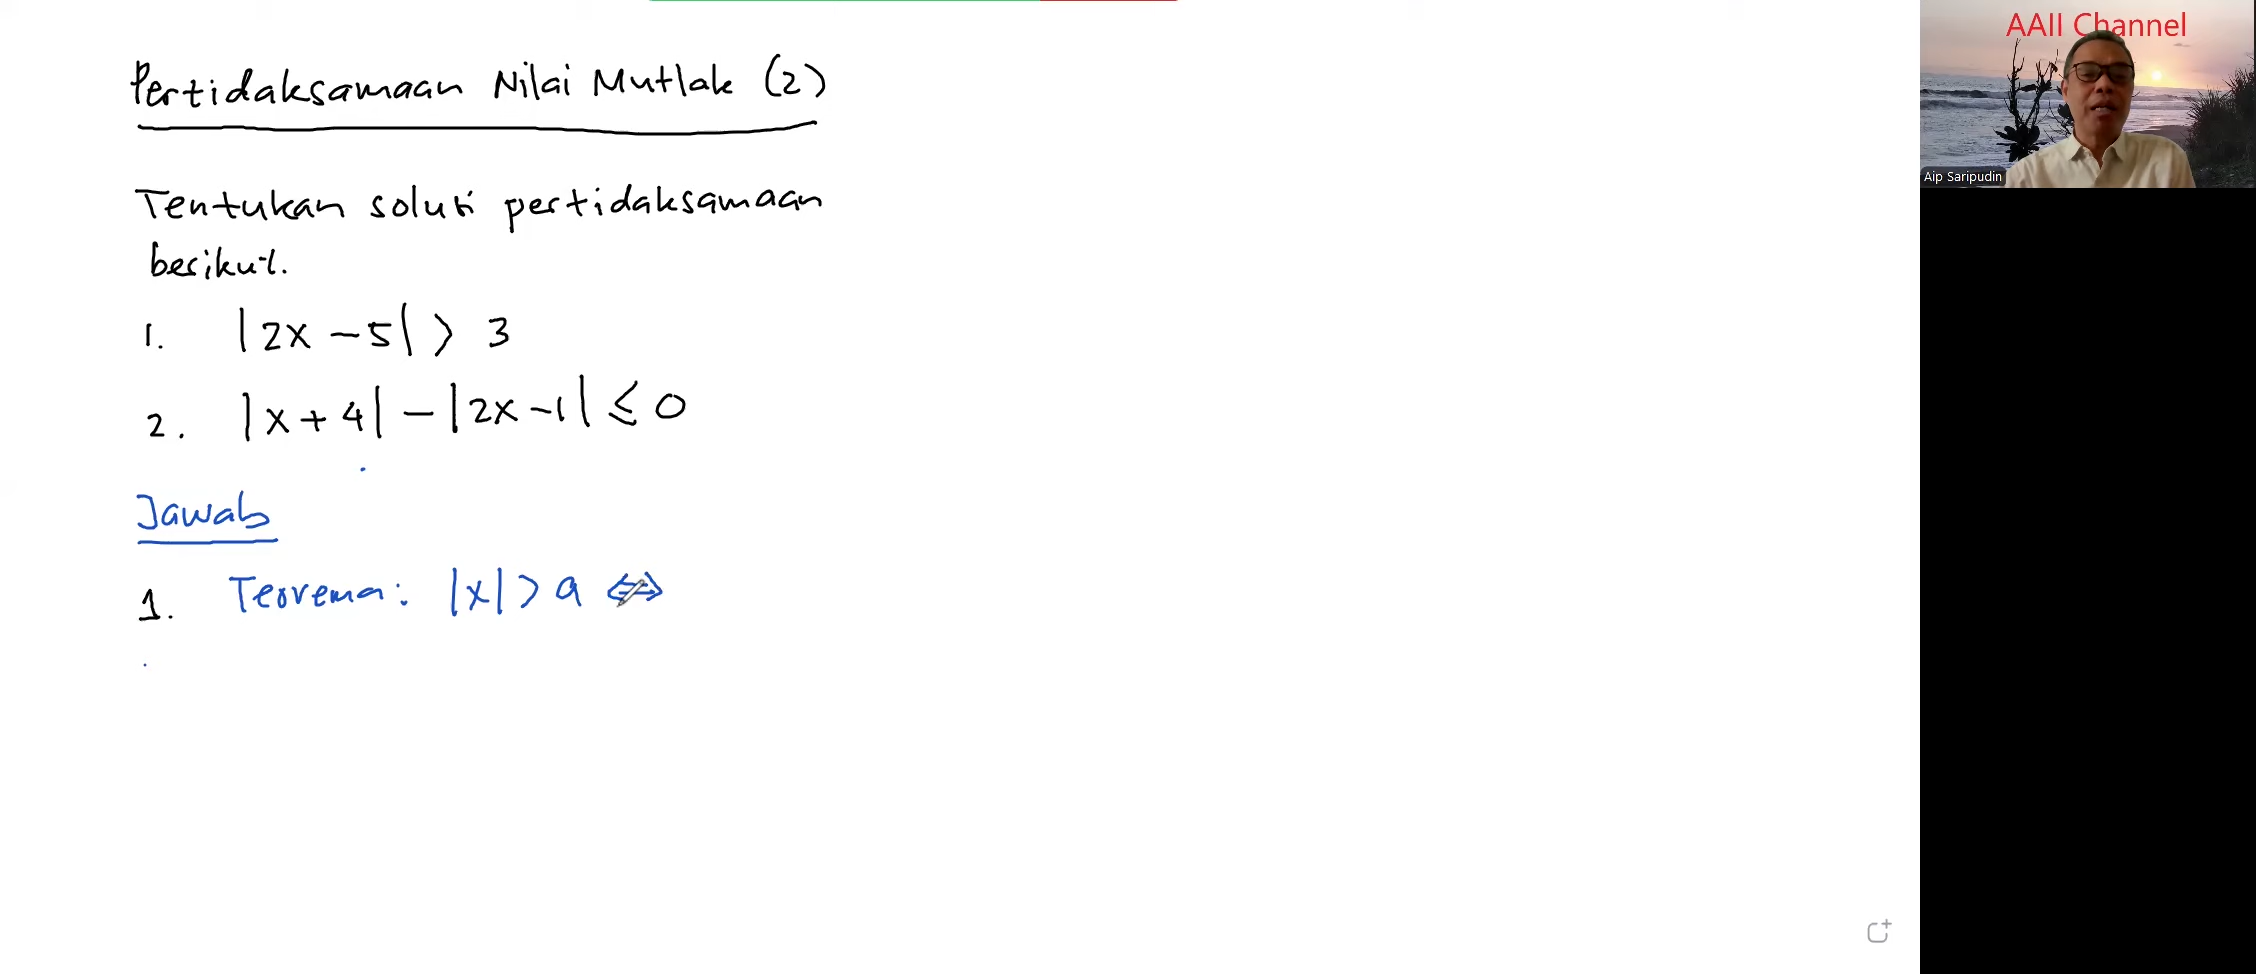 Pertidaksamaan Nilai Mutlak (2)
Tentukan solusi pertidaksamaan
berikut.
1. |2x - 5| > 3
2. |x + 4| - |2x - 1| ≤ 0
Jawab
1. Teorema: |x| > a ⇔
AAII Channel
Aip Saripudin